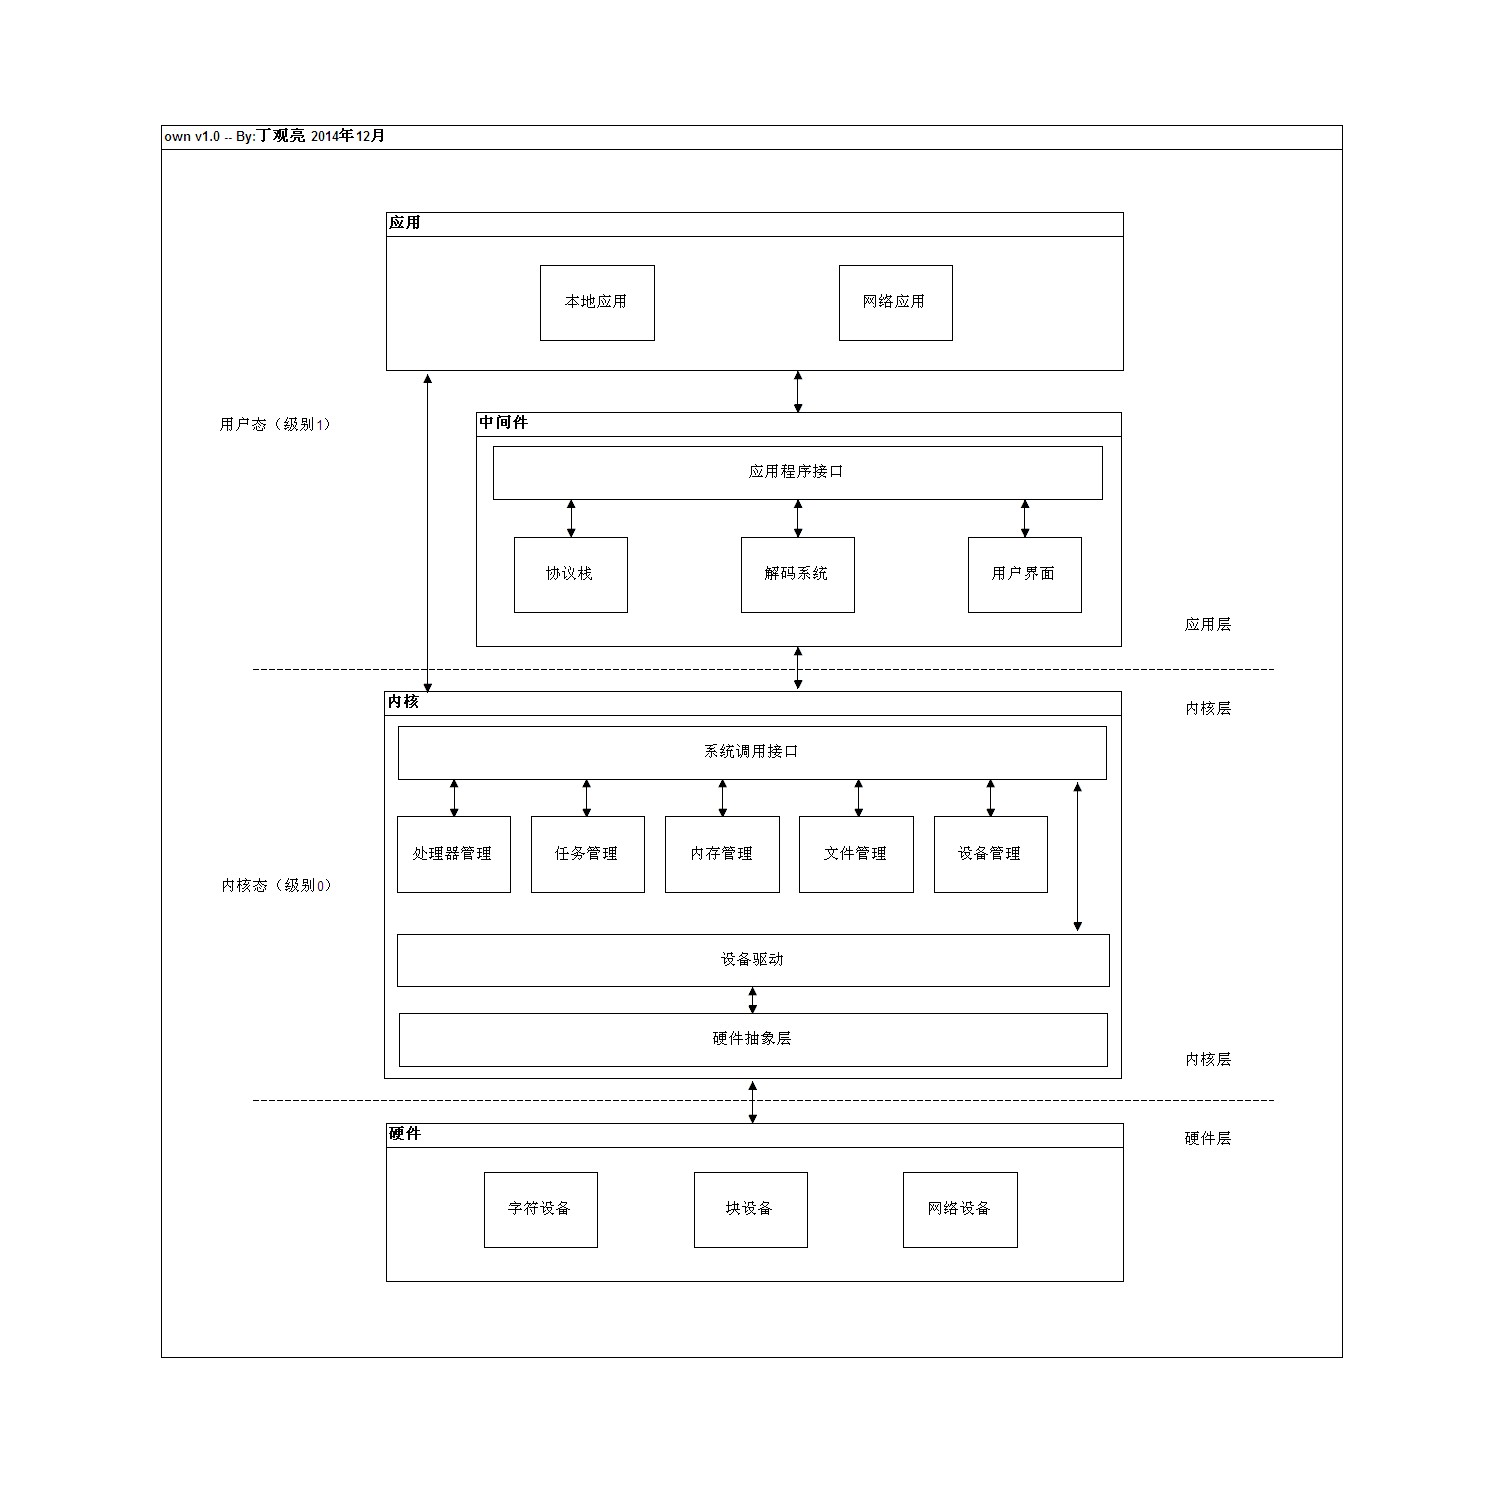 own v1.0 -- By:丁观亮 2014年12月
应用
本地应用
网络应用
用户态（级别1）
中间件
应用程序接口
协议栈
解码系统
用户界面
应用层
内核
内核层
系统调用接口
处理器管理
任务管理
内存管理
文件管理
设备管理
内核态（级别0）
设备驱动
硬件抽象层
内核层
硬件
硬件层
字符设备
块设备
网络设备